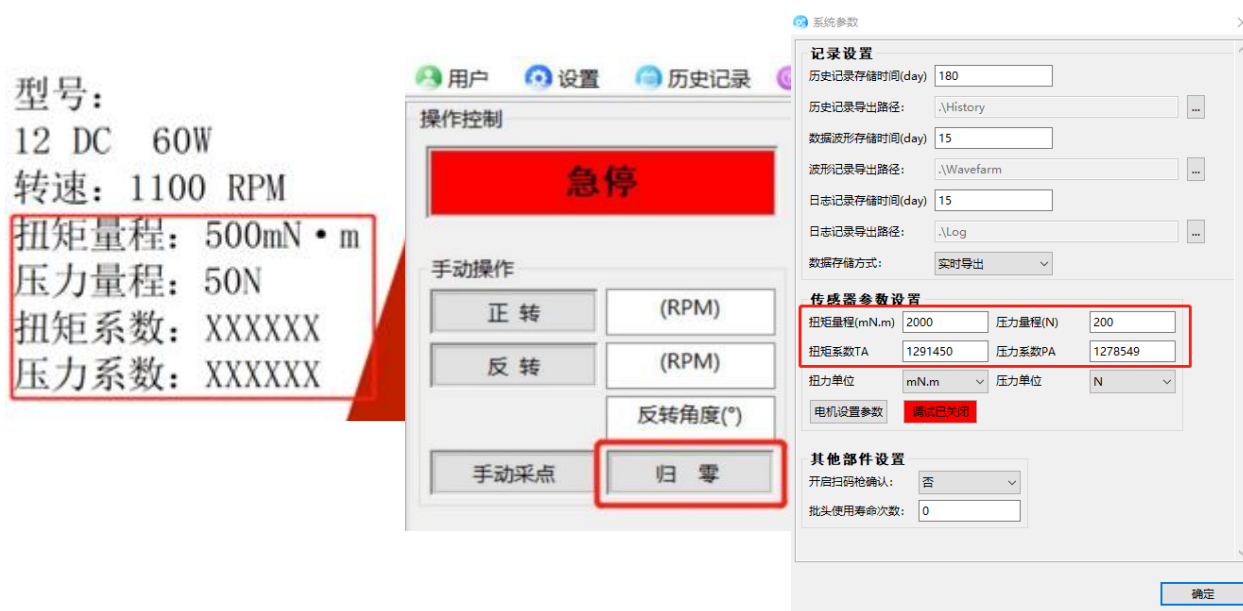 型号：
12 DC 60W
转速：1100 RPM
扭矩量程：500mN·m
压力量程：50N
扭矩系数：XXXXXX
压力系数：XXXXXX
用户 设置 历史记录
操作控制
急停
手动操作
正 转 (RPM)
反 转 (RPM)
反转角度(°)
手动采点 归 零
系统参数
记录设置
历史记录存储时间(day) 180
历史记录导出路径： .\History ...
数据波形存储时间(day) 15
波形记录导出路径： .\Wavefarm ...
日志记录存储时间(day) 15
日志记录导出路径： .\Log ...
数据存储方式： 实时导出
传感器参数设置
扭矩量程(mN.m) 2000 压力量程(N) 200
扭矩系数TA 1291450 压力系数PA 1278549
扭力单位 mN.m 压力单位 N
电机设置参数 调试已关闭
其他部件设置
开启扫码枪确认： 否
批头使用寿命次数： 0
确定